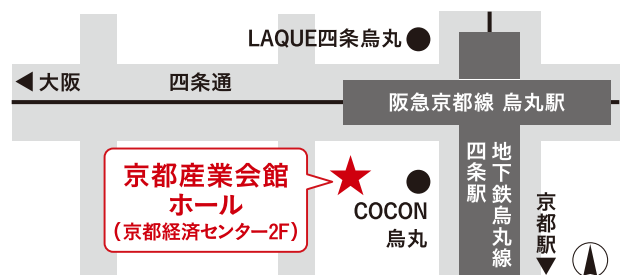 LAQUE四条烏丸
大阪
四条通
阪急京都線 烏丸駅
京都産業会館
ホール
（京都経済センター2F）
COCON
烏丸
地下鉄烏丸線
四条駅
京都駅